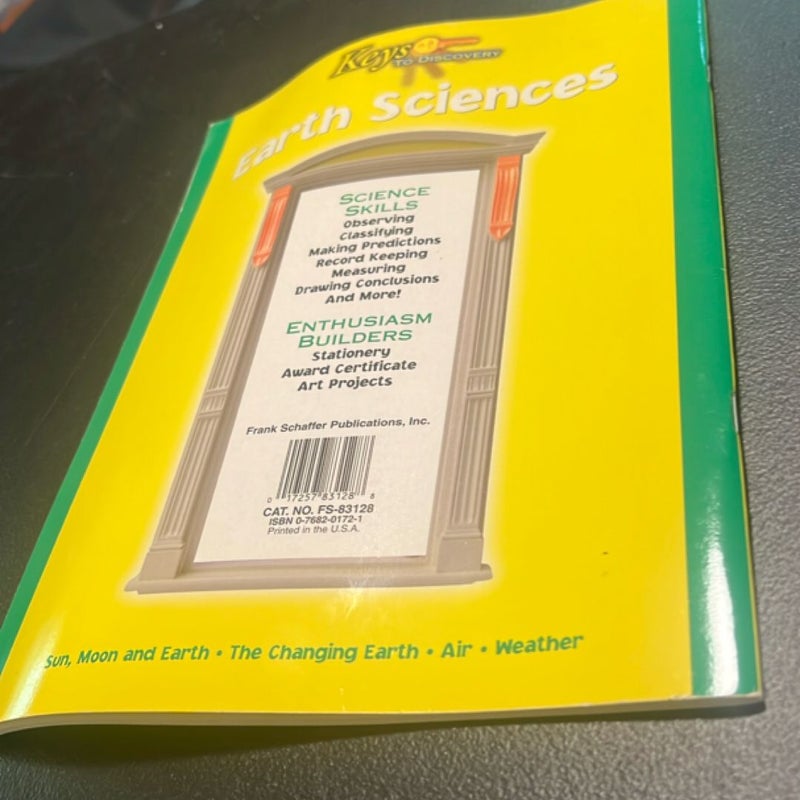 Keys
TO DISCOVERY
Earth Sciences
SCIENCE
SKILLS
Observing
Classifying
Making Predictions
Record Keeping
Measuring
Drawing Conclusions
And More!
ENTHUSIASM
BUILDERS
Stationery
Award Certificate
Art Projects
Frank Schaffer Publications, Inc.
0 17257 83128 8
CAT. NO. FS-83128
ISBN 0-7682-0172-1
Printed in the U.S.A.
Sun, Moon and Earth • The Changing Earth • Air • Weather